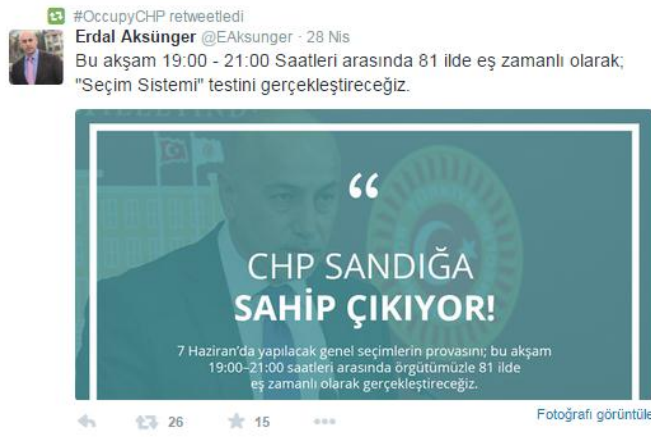 #OccupyCHP retweetledi
Erdal Aksünger @EAksunger · 28 Nis
Bu akşam 19:00 - 21:00 Saatleri arasında 81 ilde eş zamanlı olarak;
"Seçim Sistemi" testini gerçekleştireceğiz.
“
CHP SANDIĞA
SAHİP ÇIKIYOR!
7 Haziran'da yapılacak genel seçimlerin provasını; bu akşam
19:00–21:00 saatleri arasında örgütümüzle 81 ilde
eş zamanlı olarak gerçekleştireceğiz.
26 15
Fotoğrafı görüntüle